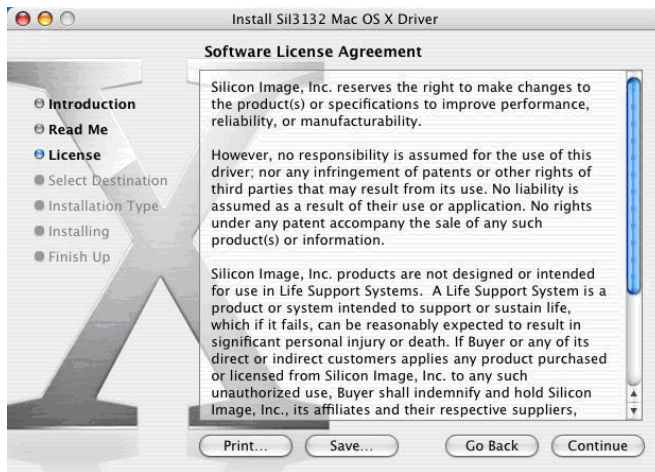 Install SiI3132 Mac OS X Driver
Software License Agreement
Introduction
Read Me
License
Select Destination
Installation Type
Installing
Finish Up
Silicon Image, Inc. reserves the right to make changes to
the product(s) or specifications to improve performance,
reliability, or manufacturability.
However, no responsibility is assumed for the use of this
driver; nor any infringement of patents or other rights of
third parties that may result from its use. No liability is
assumed as a result of their use or application. No rights
under any patent accompany the sale of any such
product(s) or information.
Silicon Image, Inc. products are not designed or intended
for use in Life Support Systems.  A Life Support System is a
product or system intended to support or sustain life,
which if it fails, can be reasonably expected to result in
significant personal injury or death. If Buyer or any of its
direct or indirect customers applies any product purchased
or licensed from Silicon Image, Inc. to any such
unauthorized use, Buyer shall indemnify and hold Silicon
Image, Inc., its affiliates and their respective suppliers,
Print...
Save...
Go Back
Continue